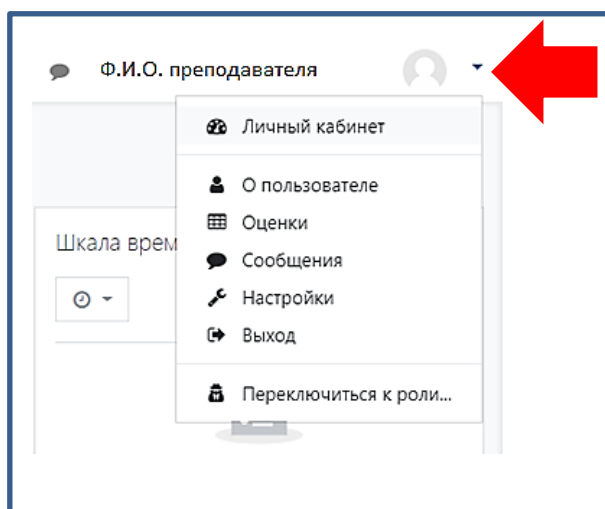 Ф.И.О. преподавателя
Личный кабинет
О пользователе
Шкала врем
Оценки
Сообщения
Настройки
Выход
Переключиться к роли...